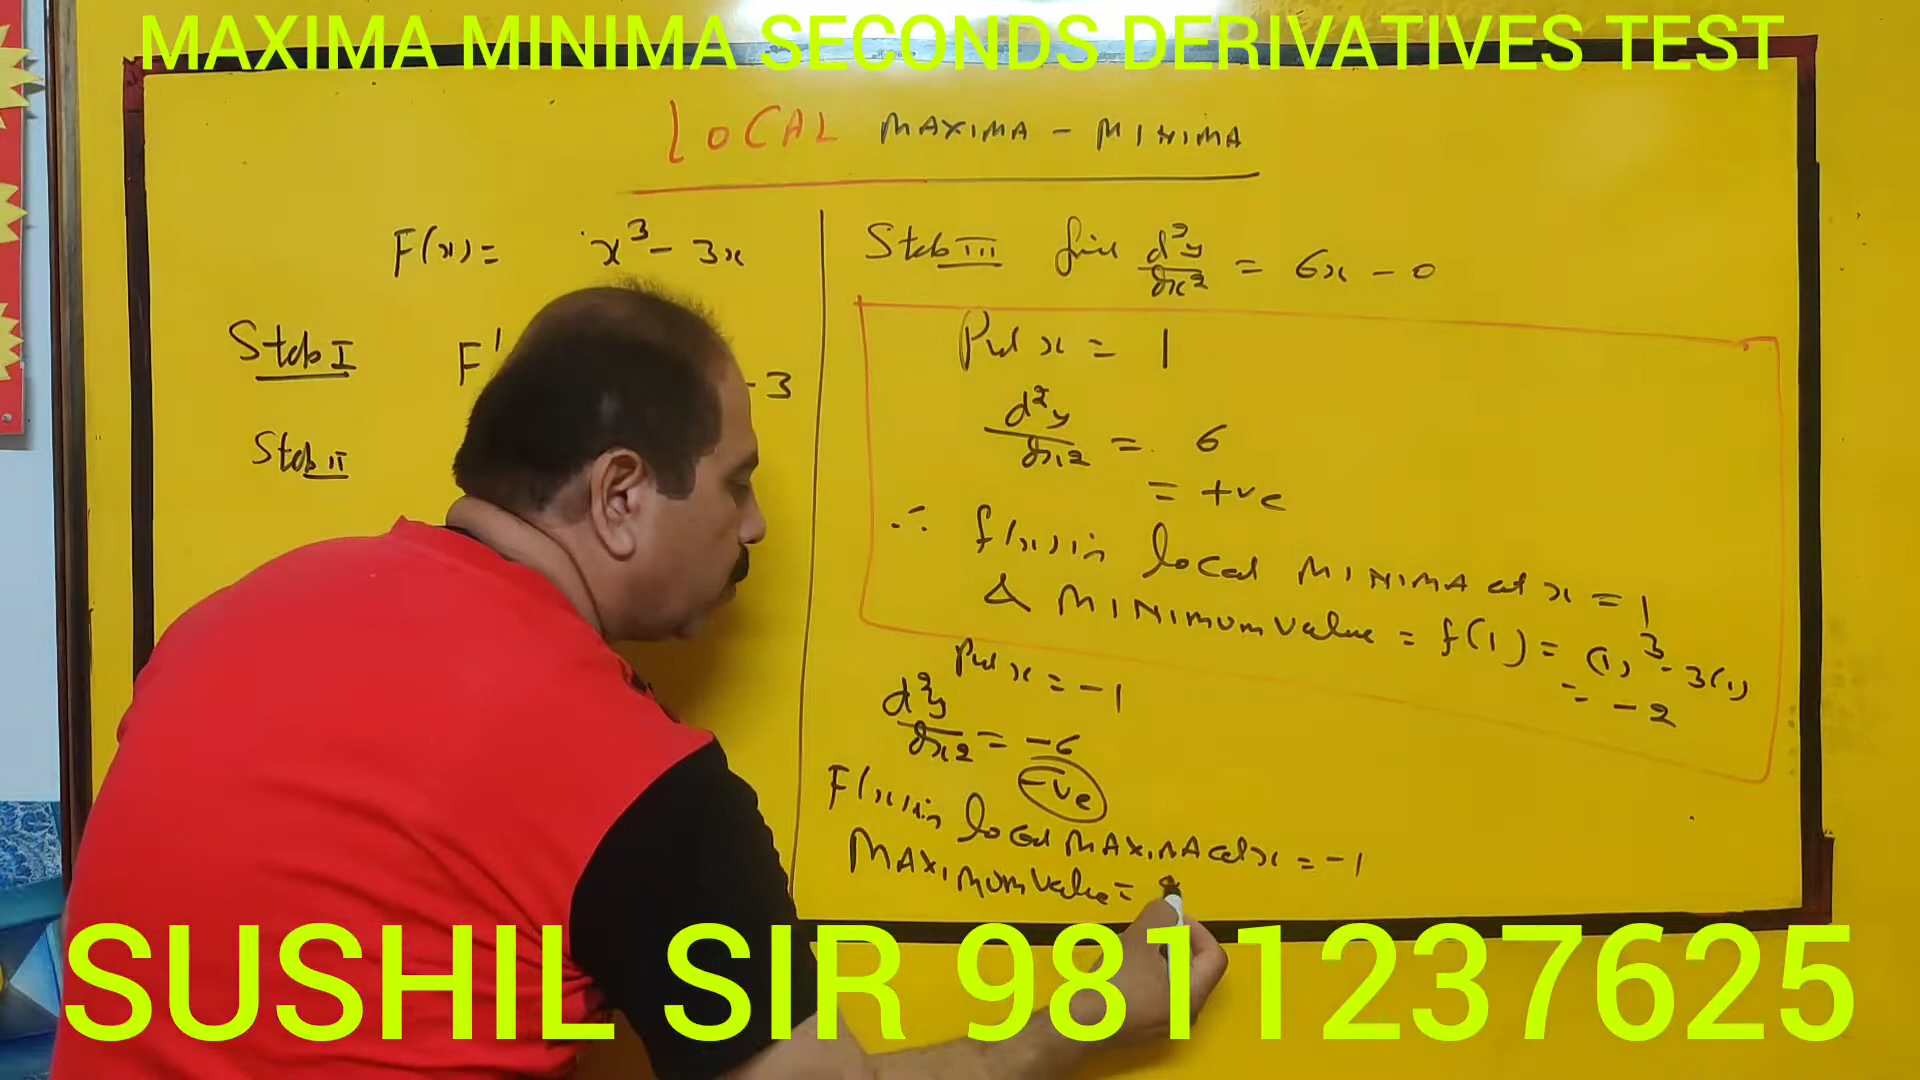 MAXIMA MINIMA SECONDS DERIVATIVES TEST
LOCAL MAXIMA - MINIMA
F(x) = x³ - 3x
Step I F'
- 3
Step II
Step III find d²y/dx² = 6x - 0
Put x = 1
d²y/dx² = 6
= +ve
∴ f(x) is local MINIMA at x = 1
& MINIMUM Value = f(1) = (1)³ - 3(1)
= -2
Put x = -1
d²y/dx² = -6
-ve
F(x) is local MAXIMA at x = -1
MAXIMUM Value =
SUSHIL SIR 9811237625